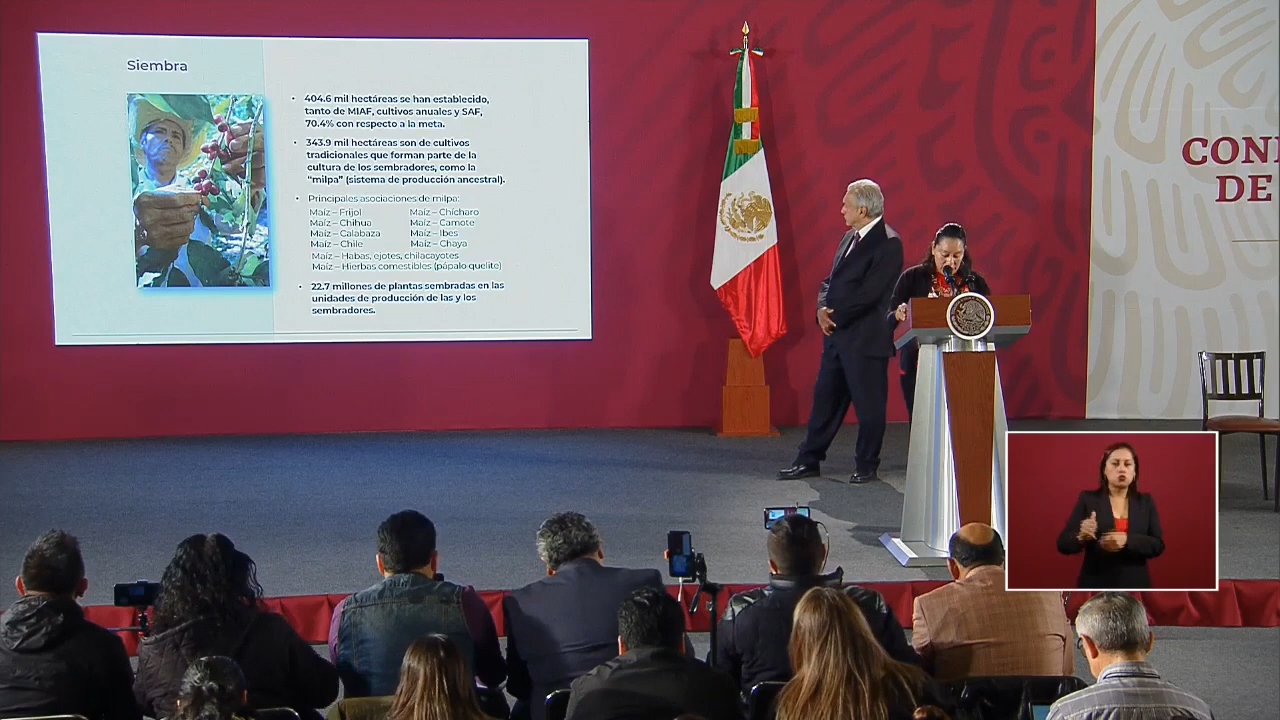 Siembra
• 404.6 mil hectáreas se han establecido,
tanto de MIAF, cultivos anuales y SAF,
70.4% con respecto a la meta.
• 343.9 mil hectáreas son de cultivos
tradicionales que forman parte de la
cultura de los sembradores, como la
"milpa" (sistema de producción ancestral).
• Principales asociaciones de milpa:
Maíz – Frijol Maíz – Chícharo
Maíz – Chihua Maíz – Camote
Maíz – Calabaza Maíz – Ibes
Maíz – Chile Maíz – Chaya
Maíz – Habas, ejotes, chilacayotes
Maíz – Hierbas comestibles (pápalo quelite)
• 22.7 millones de plantas sembradas en las
unidades de producción de las y los
sembradores.
CON
DE